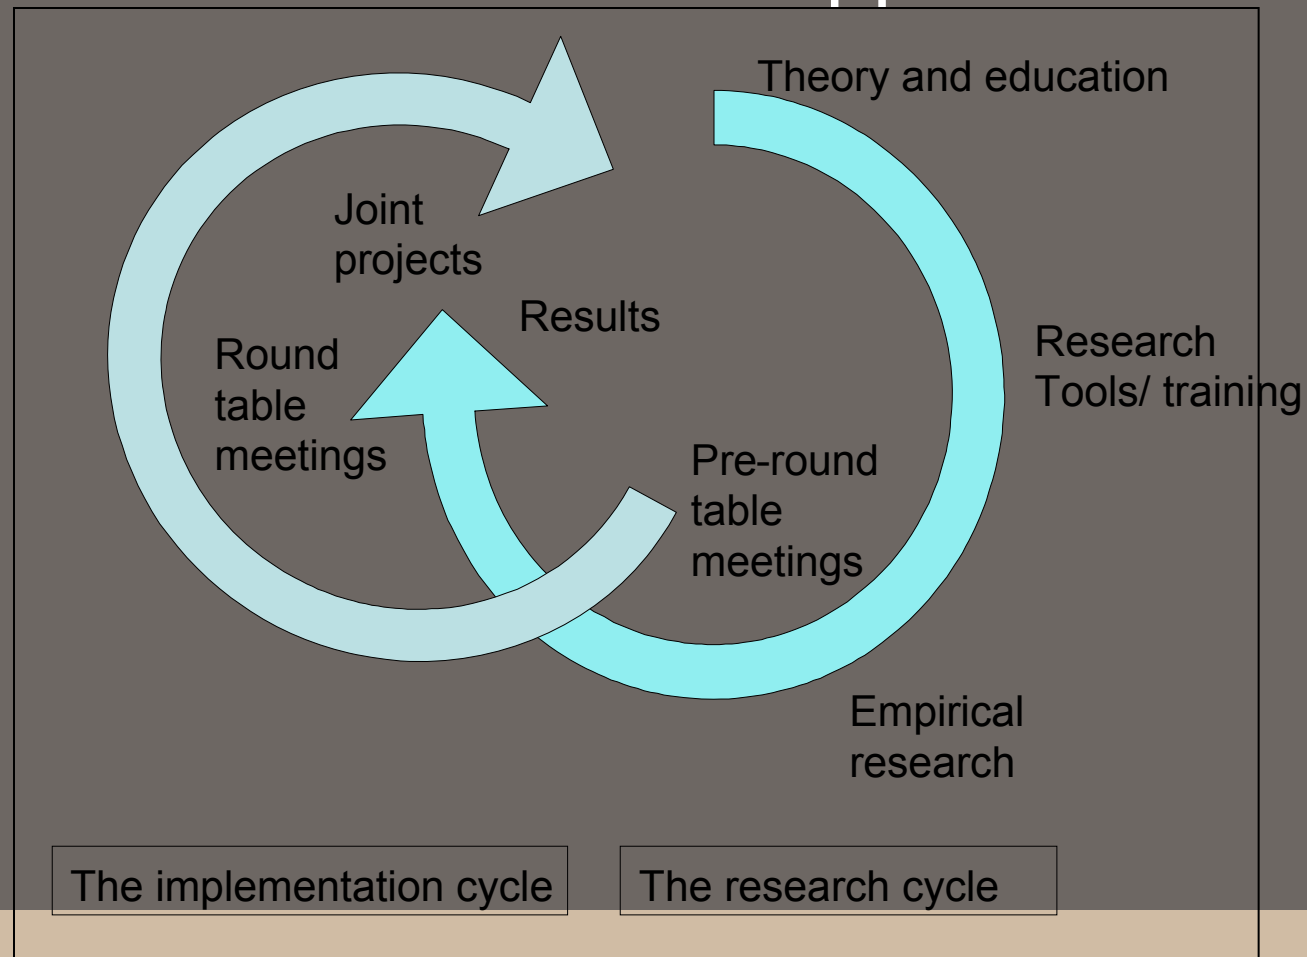 Theory and education
Joint
projects
Results
Round
table
meetings
Research
Tools/ training
Pre-round
table
meetings
Empirical
research
The implementation cycle
The research cycle